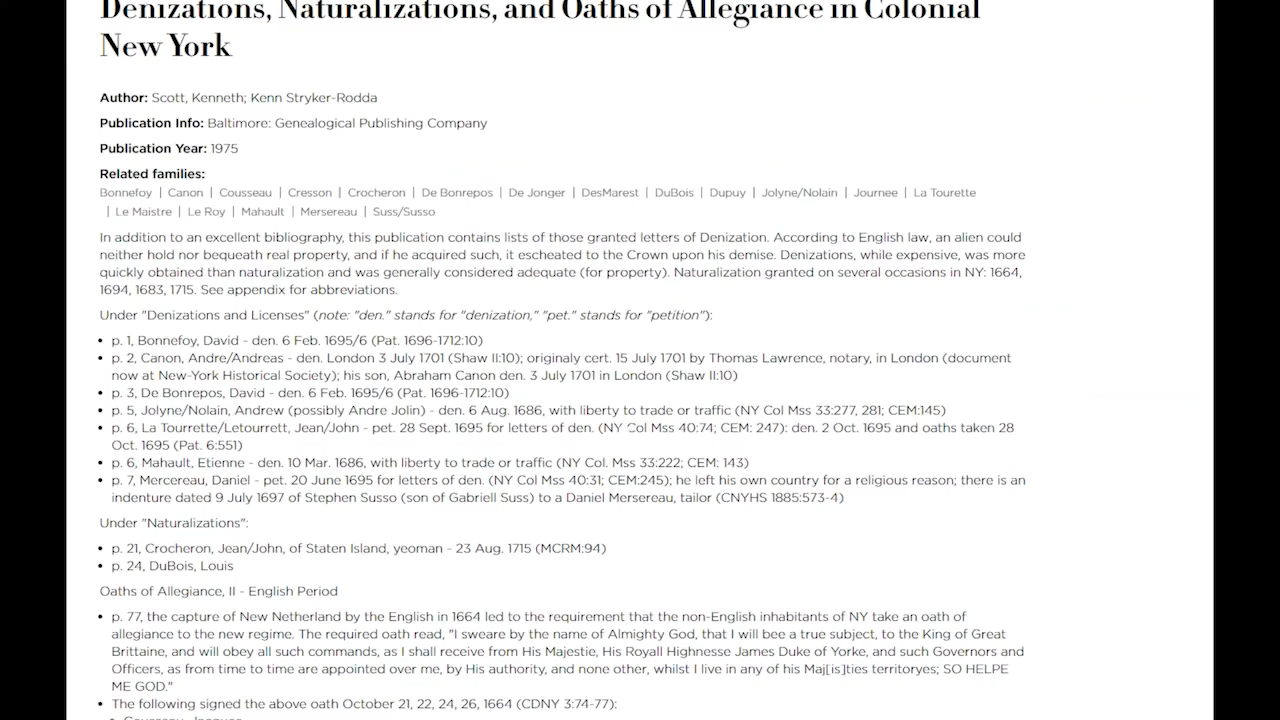 Denizations, Naturalizations, and Oaths of Allegiance in Colonial
New York
Author: Scott, Kenneth; Kenn Stryker-Rodda
Publication Info: Baltimore: Genealogical Publishing Company
Publication Year: 1975
Related families:
Bonnefoy | Canon | Cousseau | Cresson | Crocheron | De Bonrepos | De Jonger | DesMarest | DuBois | Dupuy | Jolyne/Nolain | Journee | La Tourette
| Le Maistre | Le Roy | Mahault | Mersereau | Suss/Susso
In addition to an excellent bibliography, this publication contains lists of those granted letters of Denization. According to English law, an alien could
neither hold nor bequeath real property, and if he acquired such, it escheated to the Crown upon his demise. Denizations, while expensive, was more
quickly obtained than naturalization and was generally considered adequate (for property). Naturalization granted on several occasions in NY: 1664,
1694, 1683, 1715. See appendix for abbreviations.
Under "Denizations and Licenses" (note: "den." stands for "denization," "pet." stands for "petition"):
• p. 1, Bonnefoy, David - den. 6 Feb. 1695/6 (Pat. 1696-1712:10)
• p. 2, Canon, Andre/Andreas - den. London 3 July 1701 (Shaw II:10); originaly cert. 15 July 1701 by Thomas Lawrence, notary, in London (document
now at New-York Historical Society); his son, Abraham Canon den. 3 July 1701 in London (Shaw II:10)
• p. 3, De Bonrepos, David - den. 6 Feb. 1695/6 (Pat. 1696-1712:10)
• p. 5, Jolyne/Nolain, Andrew (possibly Andre Jolin) - den. 6 Aug. 1686, with liberty to trade or traffic (NY Col Mss 33:277, 281; CEM:145)
• p. 6, La Tourrette/Letourrett, Jean/John - pet. 28 Sept. 1695 for letters of den. (NY Col Mss 40:74; CEM: 247): den. 2 Oct. 1695 and oaths taken 28
Oct. 1695 (Pat. 6:551)
• p. 6, Mahault, Etienne - den. 10 Mar. 1686, with liberty to trade or traffic (NY Col. Mss 33:222; CEM: 143)
• p. 7, Mercereau, Daniel - pet. 20 June 1695 for letters of den. (NY Col Mss 40:31; CEM:245); he left his own country for a religious reason; there is an
indenture dated 9 July 1697 of Stephen Susso (son of Gabriell Suss) to a Daniel Mersereau, tailor (CNYHS 1885:573-4)
Under "Naturalizations":
• p. 21, Crocheron, Jean/John, of Staten Island, yeoman - 23 Aug. 1715 (MCRM:94)
• p. 24, DuBois, Louis
Oaths of Allegiance, II - English Period
• p. 77, the capture of New Netherland by the English in 1664 led to the requirement that the non-English inhabitants of NY take an oath of
allegiance to the new regime. The required oath read, "I sweare by the name of Almighty God, that I will bee a true subject, to the King of Great
Brittaine, and will obey all such commands, as I shall receive from His Majestie, His Royall Highnesse James Duke of Yorke, and such Governors and
Officers, as from time to time are appointed over me, by His authority, and none other, whilst I live in any of his Maj[is]ties territoryes; SO HELPE
ME GOD."
• The following signed the above oath October 21, 22, 24, 26, 1664 (CDNY 3:74-77):